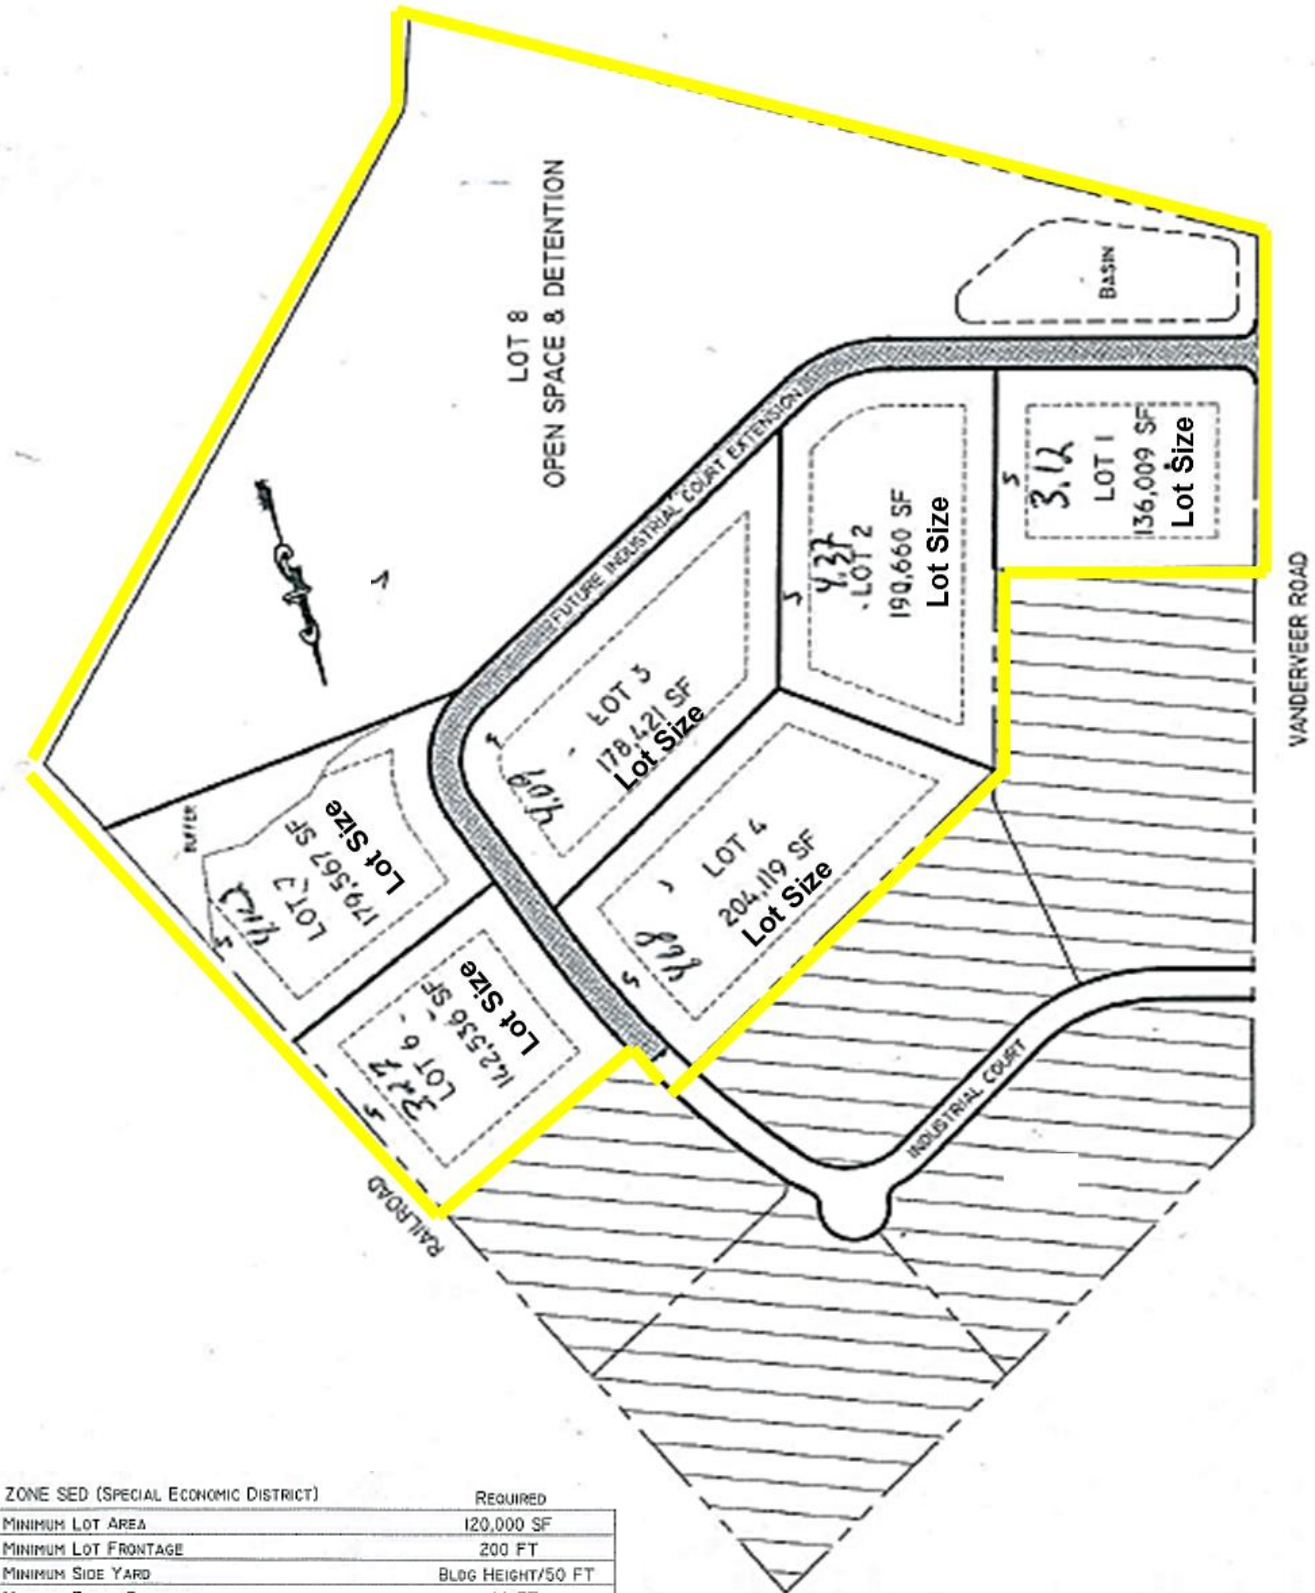 LOT 8
OPEN SPACE & DETENTION
BASIN
FUTURE INDUSTRIAL COURT EXTENSION
3.12
LOT 1
136,009 SF
Lot Size
4.37
LOT 2
190,660 SF
Lot Size
LOT 3
178,421 SF
Lot Size
4.09
LOT 4
204,119 SF
Lot Size
4.68
BUFFER
179,567 SF
Lot Size
LOT
LOT 6
142,536 SF
Lot Size
3.27
RAILROAD
INDUSTRIAL COURT
VANDERVEER ROAD
ZONE SED (SPECIAL ECONOMIC DISTRICT) REQUIRED
MINIMUM LOT AREA 120,000 SF
MINIMUM LOT FRONTAGE 200 FT
MINIMUM SIDE YARD BLDG HEIGHT/50 FT